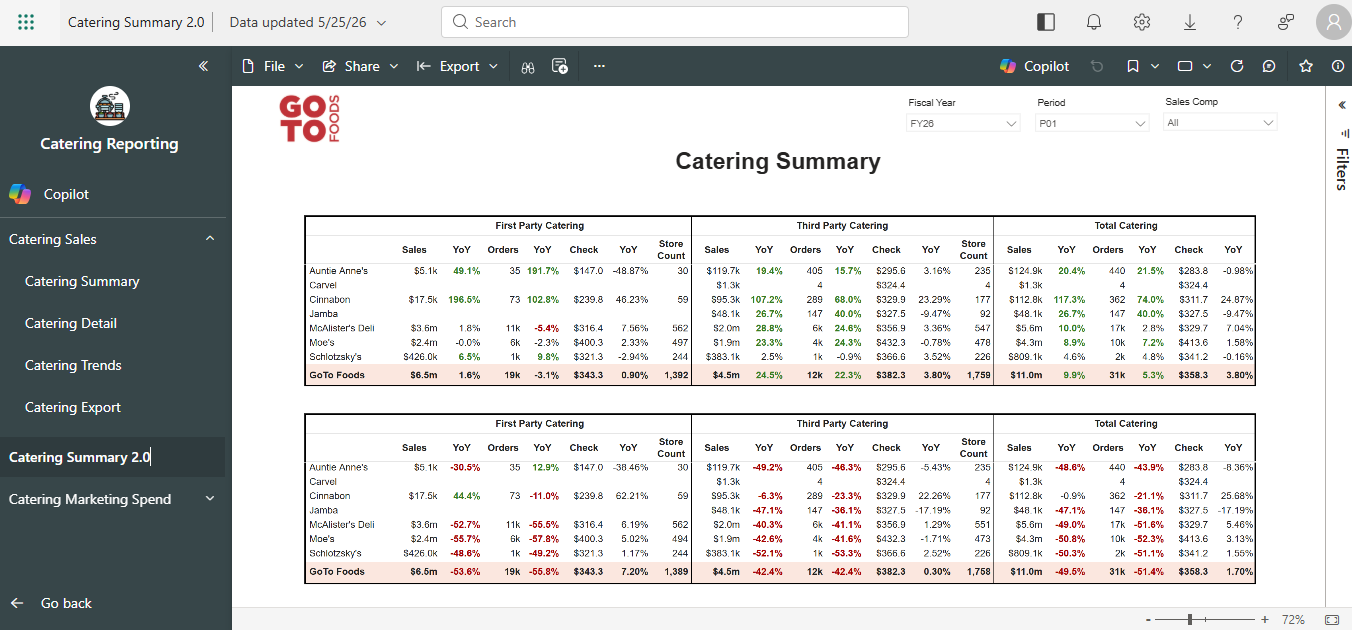 Catering Summary 2.0 Data updated 5/25/26 Search
File Share Export Copilot
Catering Reporting
Copilot
Catering Sales
Catering Summary
Catering Detail
Catering Trends
Catering Export
Catering Summary 2.0
Catering Marketing Spend
Go back
GO TO FOODS
Fiscal Year Period Sales Comp
FY26 P01 All
Filters
Catering Summary
First Party Catering Third Party Catering Total Catering
Sales YoY Orders YoY Check YoY Store Count Sales YoY Orders YoY Check YoY Store Count Sales YoY Orders YoY Check YoY
Auntie Anne's $5.1k 49.1% 35 191.7% $147.0 -48.87% 30 $119.7k 19.4% 405 15.7% $295.6 3.16% 235 $124.9k 20.4% 440 21.5% $283.8 -0.98%
Carvel $1.3k 4 $324.4 4 $1.3k 4 $324.4
Cinnabon $17.5k 196.5% 73 102.8% $239.8 46.23% 59 $95.3k 107.2% 289 68.0% $329.9 23.29% 177 $112.8k 117.3% 362 74.0% $311.7 24.87%
Jamba $48.1k 26.7% 147 40.0% $327.5 -9.47% 92 $48.1k 26.7% 147 40.0% $327.5 -9.47%
McAlister's Deli $3.6m 1.8% 11k -5.4% $316.4 7.56% 562 $2.0m 28.8% 6k 24.6% $356.9 3.36% 547 $5.6m 10.0% 17k 2.8% $329.7 7.04%
Moe's $2.4m -0.0% 6k -2.3% $400.3 2.33% 497 $1.9m 23.3% 4k 24.3% $432.3 -0.78% 478 $4.3m 8.9% 10k 7.2% $413.6 1.58%
Schlotzsky's $426.0k 6.5% 1k 9.8% $321.3 -2.94% 244 $383.1k 2.5% 1k -0.9% $366.6 3.52% 226 $809.1k 4.6% 2k 4.8% $341.2 -0.16%
GoTo Foods $6.5m 1.6% 19k -3.1% $343.3 0.90% 1,392 $4.5m 24.5% 12k 22.3% $382.3 3.80% 1,759 $11.0m 9.9% 31k 5.3% $358.3 3.80%
First Party Catering Third Party Catering Total Catering
Sales YoY Orders YoY Check YoY Store Count Sales YoY Orders YoY Check YoY Store Count Sales YoY Orders YoY Check YoY
Auntie Anne's $5.1k -30.5% 35 12.9% $147.0 -38.46% 30 $119.7k -49.2% 405 -46.3% $295.6 -5.43% 235 $124.9k -48.6% 440 -43.9% $283.8 -8.36%
Carvel $1.3k 4 $324.4 4 $1.3k 4 $324.4
Cinnabon $17.5k 44.4% 73 -11.0% $239.8 62.21% 59 $95.3k -6.3% 289 -23.3% $329.9 22.26% 177 $112.8k -0.9% 362 -21.1% $311.7 25.68%
Jamba $48.1k -47.1% 147 -36.1% $327.5 -17.19% 92 $48.1k -47.1% 147 -36.1% $327.5 -17.19%
McAlister's Deli $3.6m -52.7% 11k -55.5% $316.4 6.19% 562 $2.0m -40.3% 6k -41.1% $356.9 1.29% 551 $5.6m -49.0% 17k -51.6% $329.7 5.46%
Moe's $2.4m -55.7% 6k -57.8% $400.3 5.02% 494 $1.9m -42.6% 4k -41.6% $432.3 -1.71% 473 $4.3m -50.8% 10k -52.3% $413.6 3.13%
Schlotzsky's $426.0k -48.6% 1k -49.2% $321.3 1.17% 244 $383.1k -52.1% 1k -53.3% $366.6 2.52% 226 $809.1k -50.3% 2k -51.1% $341.2 1.55%
GoTo Foods $6.5m -53.6% 19k -55.8% $343.3 7.20% 1,389 $4.5m -42.4% 12k -42.4% $382.3 0.30% 1,758 $11.0m -49.5% 31k -51.4% $358.3 1.70%
- + 72%